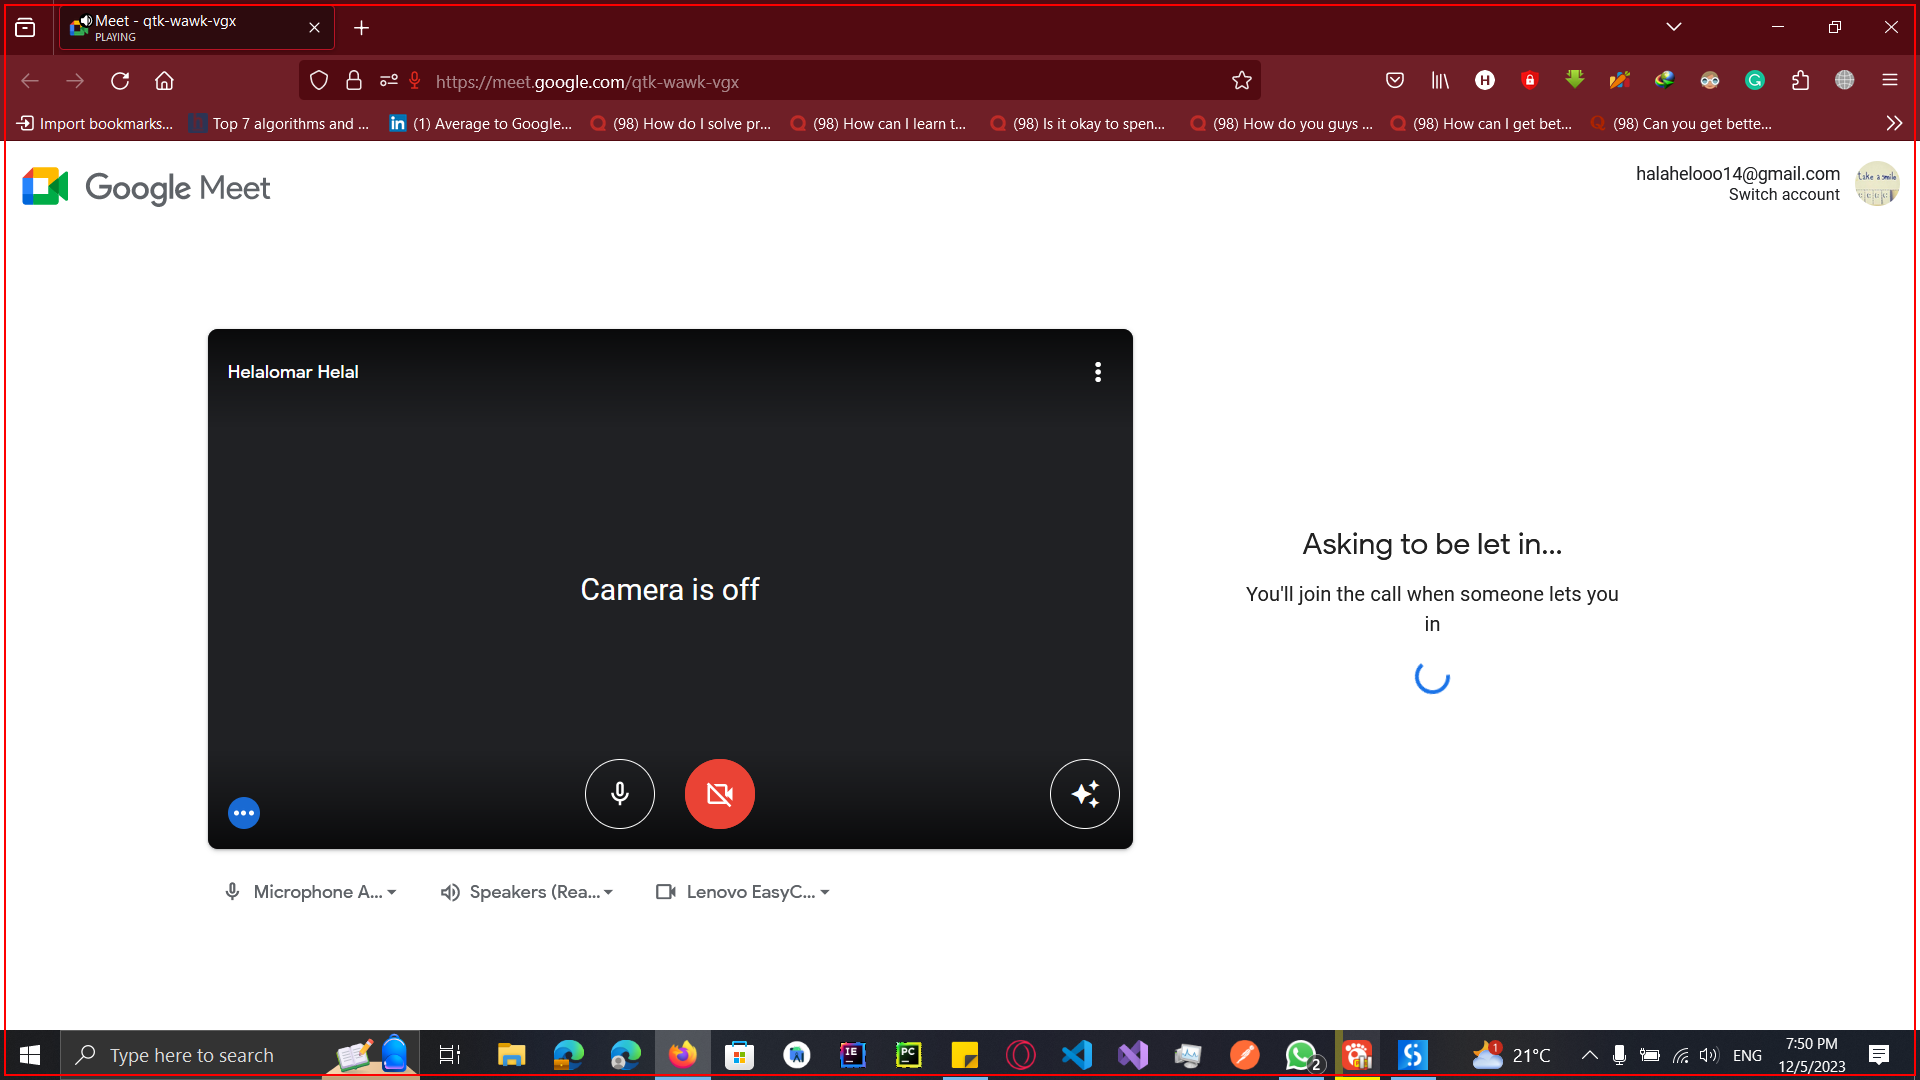 Meet - qtk-wawk-vgx
PLAYING
https://meet.google.com/qtk-wawk-vgx
Import bookmarks...
Top 7 algorithms and ...
(1) Average to Google...
(98) How do I solve pr...
(98) How can I learn t...
(98) Is it okay to spen...
(98) How do you guys ...
(98) How can I get bet...
(98) Can you get bette...
Google Meet
halahelooo14@gmail.com
Switch account
Helalomar Helal
Camera is off
Asking to be let in...
You'll join the call when someone lets you
in
Microphone A...
Speakers (Rea...
Lenovo EasyC...
Type here to search
2
1
21°C
ENG
7:50 PM
12/5/2023